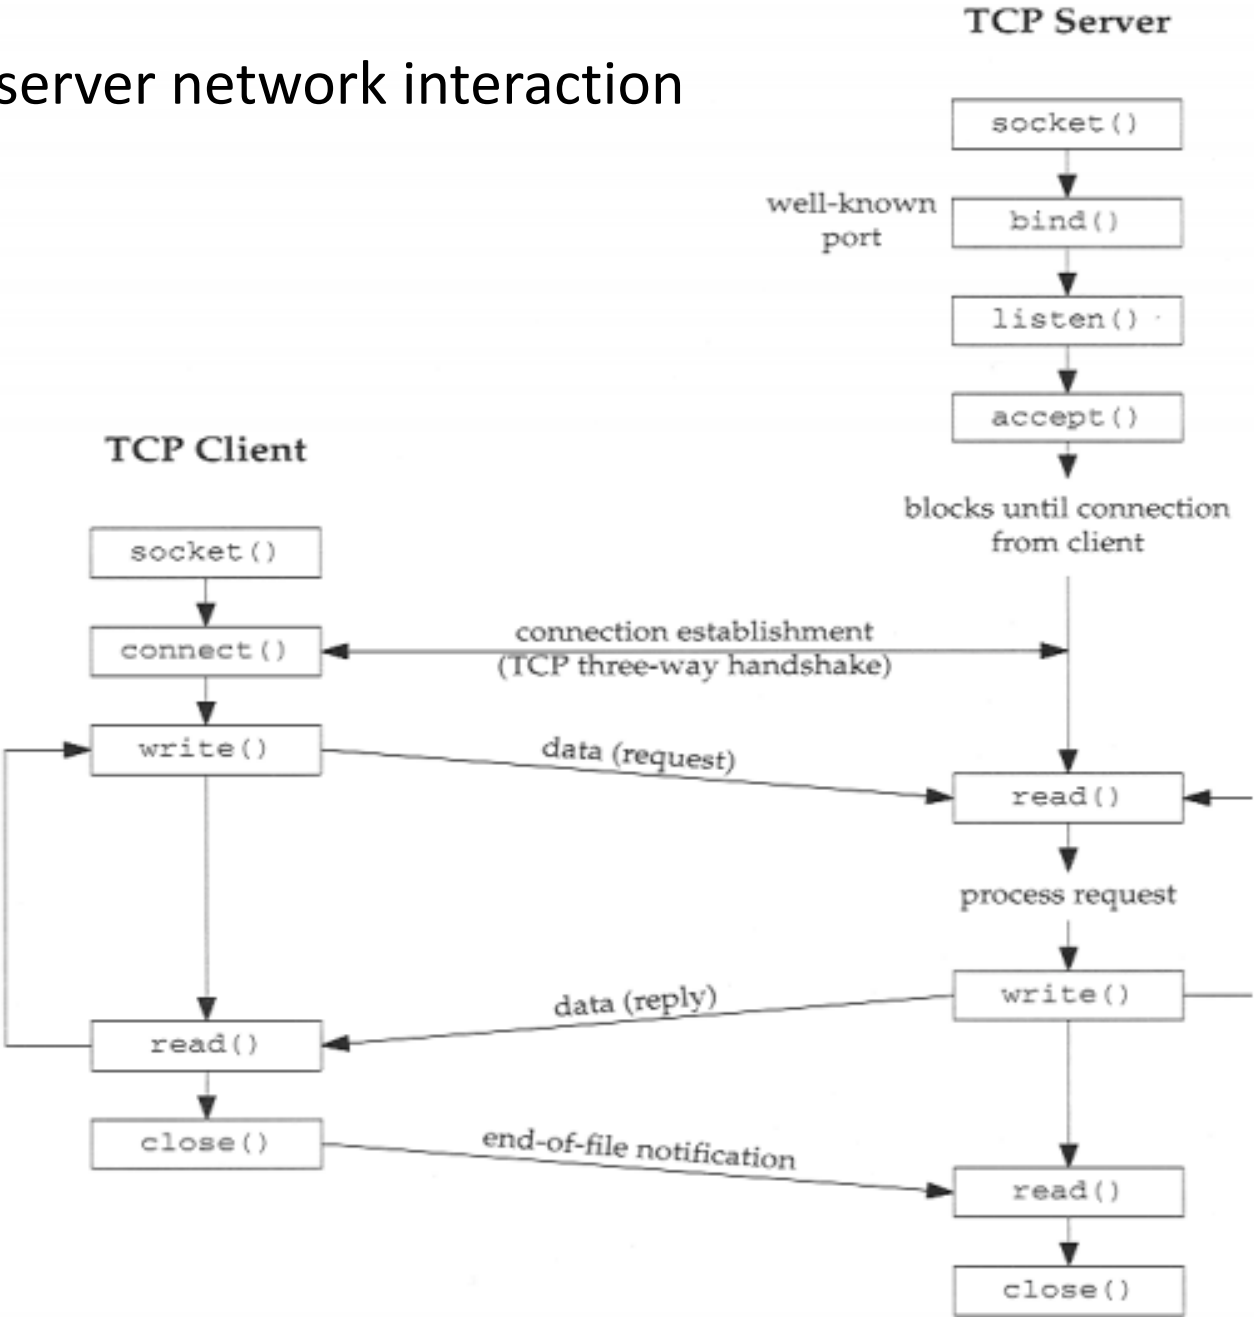 TCP Server
server network interaction
socket()
well-known
port
bind()
listen()
accept()
blocks until connection
from client
TCP Client
socket()
connect()
connection establishment
(TCP three-way handshake)
write()
data (request)
read()
process request
write()
data (reply)
read()
close()
end-of-file notification
read()
close()